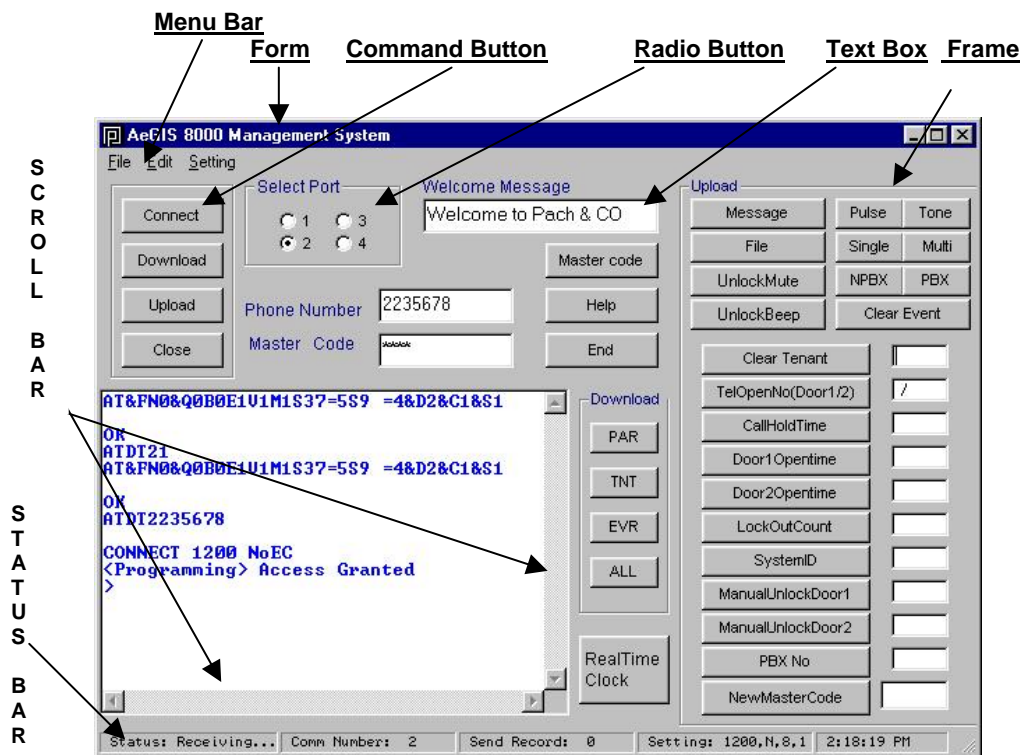 Menu Bar
Form
Command Button
Radio Button
Text Box
Frame
SCROLL BAR
STATUS BAR
AeGIS 8000 Management System
File Edit Setting
Connect
Download
Upload
Close
Select Port
1 3
2 4
Welcome Message
Welcome to Pach & CO
Master code
Phone Number 2235678
Help
Master Code *****
End
AT&FN0&Q0B0E1V1M1S37=5S9 =4&D2&C1&S1
OK
ATDT21
AT&FN0&Q0B0E1V1M1S37=5S9 =4&D2&C1&S1
OK
ATDT2235678
CONNECT 1200 NoEC
<Programming> Access Granted
>
Download
PAR
TNT
EVR
ALL
RealTime
Clock
Upload
Message Pulse Tone
File Single Multi
UnlockMute NPBX PBX
UnlockBeep Clear Event
Clear Tenant
TelOpenNo(Door1/2) /
CallHoldTime
Door1Opentime
Door2Opentime
LockOutCount
SystemID
ManualUnlockDoor1
ManualUnlockDoor2
PBX No
NewMasterCode
Status: Receiving... Comm Number: 2 Send Record: 0 Setting: 1200,N,8,1 2:18:19 PM